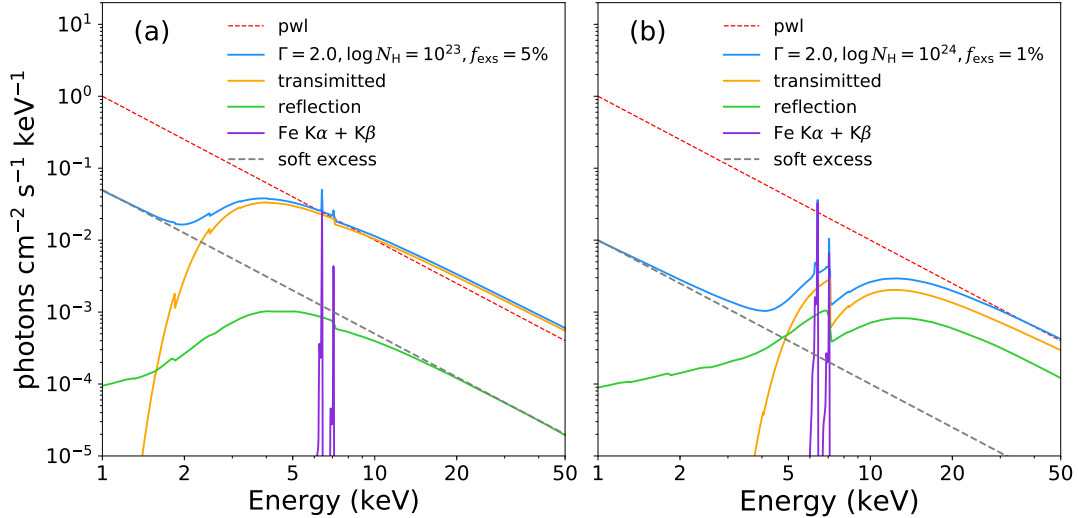 (a)
pwl
Γ = 2.0, log N_H = 10^23, f_exs = 5%
transimitted
reflection
Fe Kα + Kβ
soft excess
10^1
10^0
10^-1
10^-2
10^-3
10^-4
10^-5
photons cm^-2 s^-1 keV^-1
1 2 5 10 20 50
Energy (keV)
(b)
pwl
Γ = 2.0, log N_H = 10^24, f_exs = 1%
transimitted
reflection
Fe Kα + Kβ
soft excess
1 2 5 10 20 50
Energy (keV)